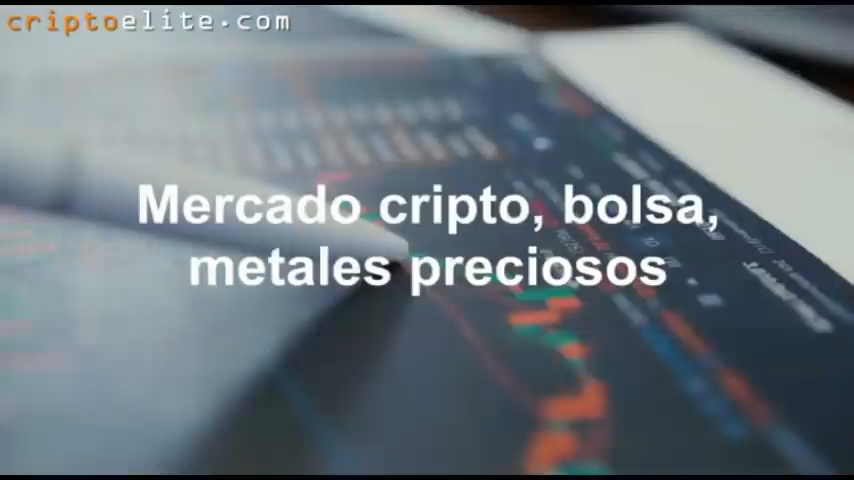 criptoelite.com
Mercado cripto, bolsa,
metales preciosos